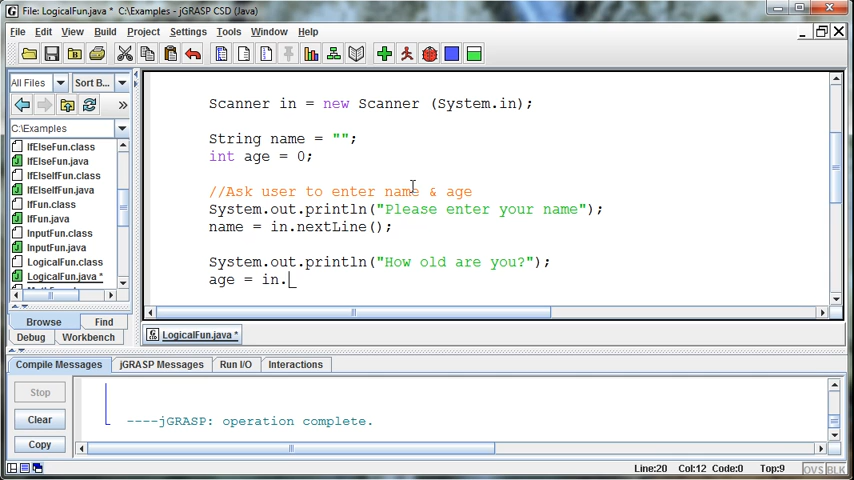 File: LogicalFun.java * C:\Examples - jGRASP CSD (Java)
File Edit View Build Project Settings Tools Window Help
All Files Sort B...
C:\Examples
IfElseFun.class
IfElseFun.java
IfElseIfFun.class
IfElseIfFun.java
IfFun.class
IfFun.java
InputFun.class
InputFun.java
LogicalFun.class
LogicalFun.java *
Browse Find
Debug Workbench
Scanner in = new Scanner (System.in);
String name = "";
int age = 0;
//Ask user to enter name & age
System.out.println("Please enter your name");
name = in.nextLine();
System.out.println("How old are you?");
age = in.
LogicalFun.java *
Compile Messages jGRASP Messages Run I/O Interactions
Stop
Clear
Copy
----jGRASP: operation complete.
Line:20 Col:12 Code:0 Top:9 OVS BLK